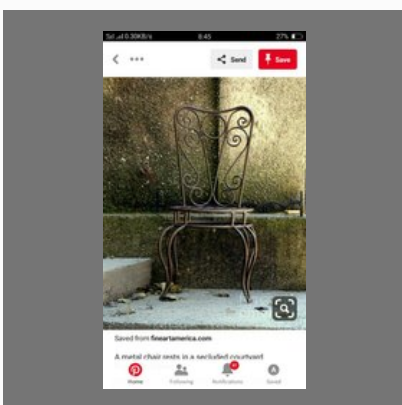 8:45
27%
Send
Save
Saved from fineartamerica.com
A metal chair rests in a secluded courtyard
Home
Following
Notifications
Saved